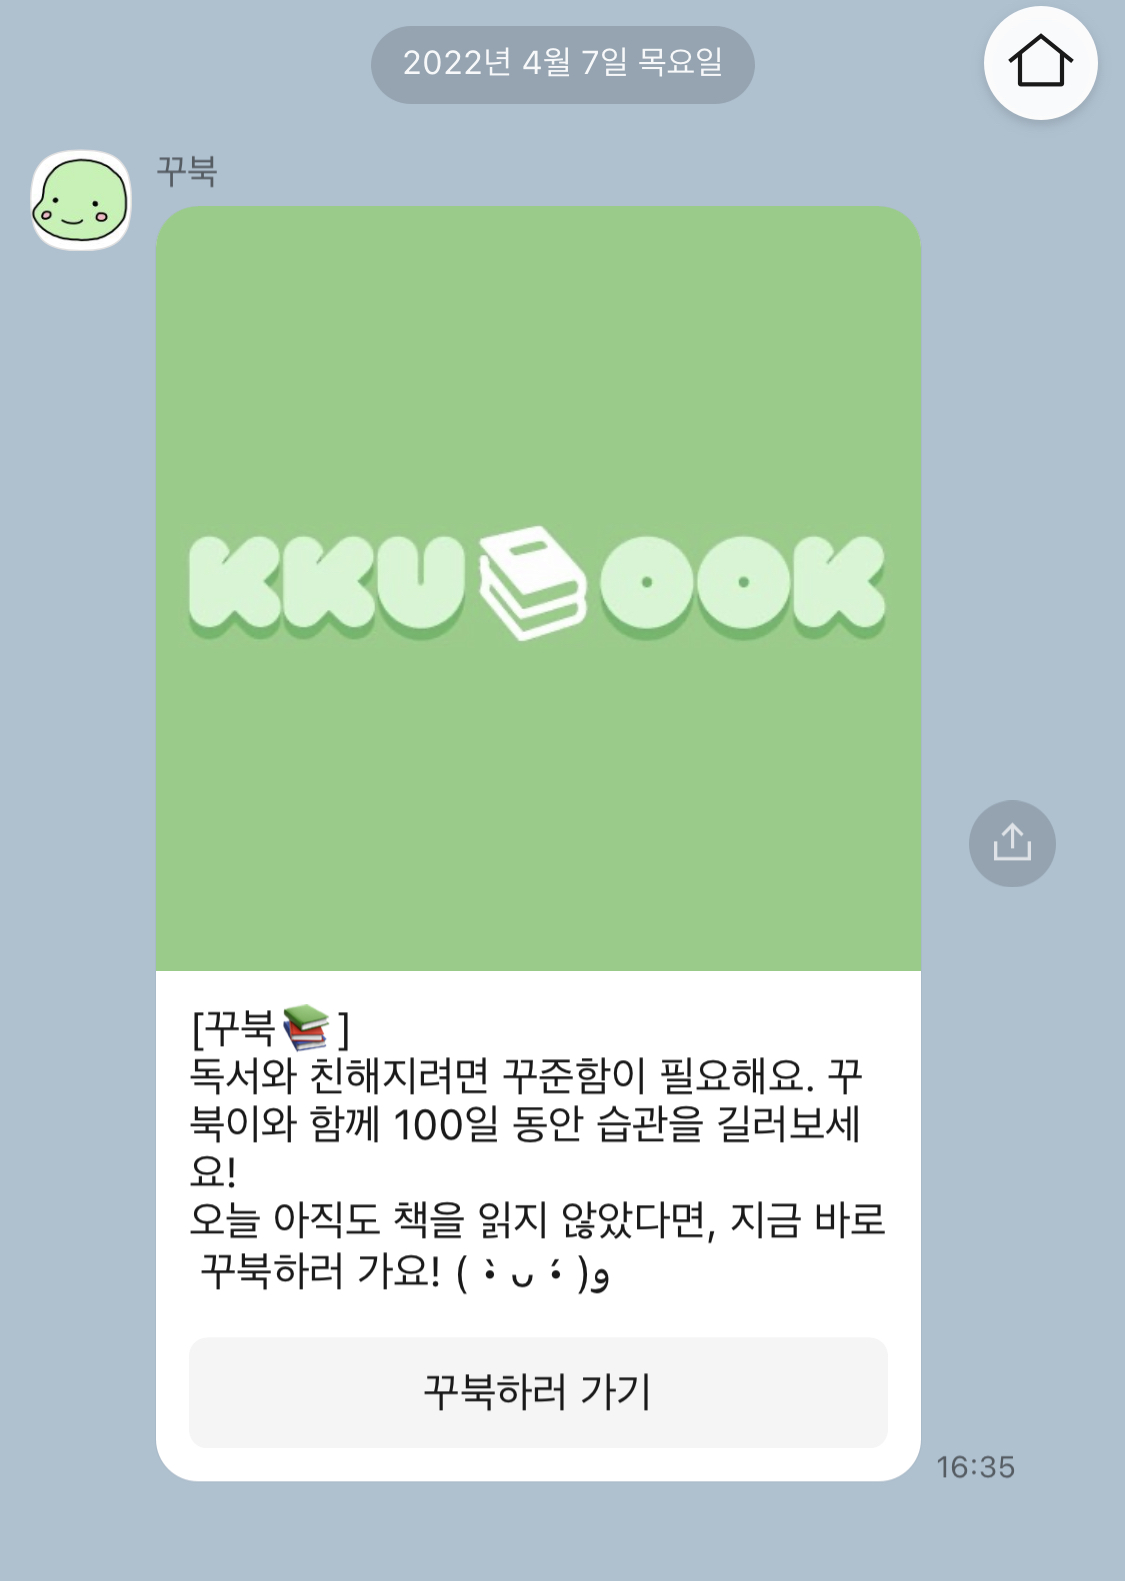 2022년 4월 7일 목요일
꾸북
KKU📚OOK
[꾸북📚]
독서와 친해지려면 꾸준함이 필요해요. 꾸
북이와 함께 100일 동안 습관을 길러보세
요!
오늘 아직도 책을 읽지 않았다면, 지금 바로
꾸북하러 가요! ( •̀ ᴗ •́ )و
꾸북하러 가기
16:35